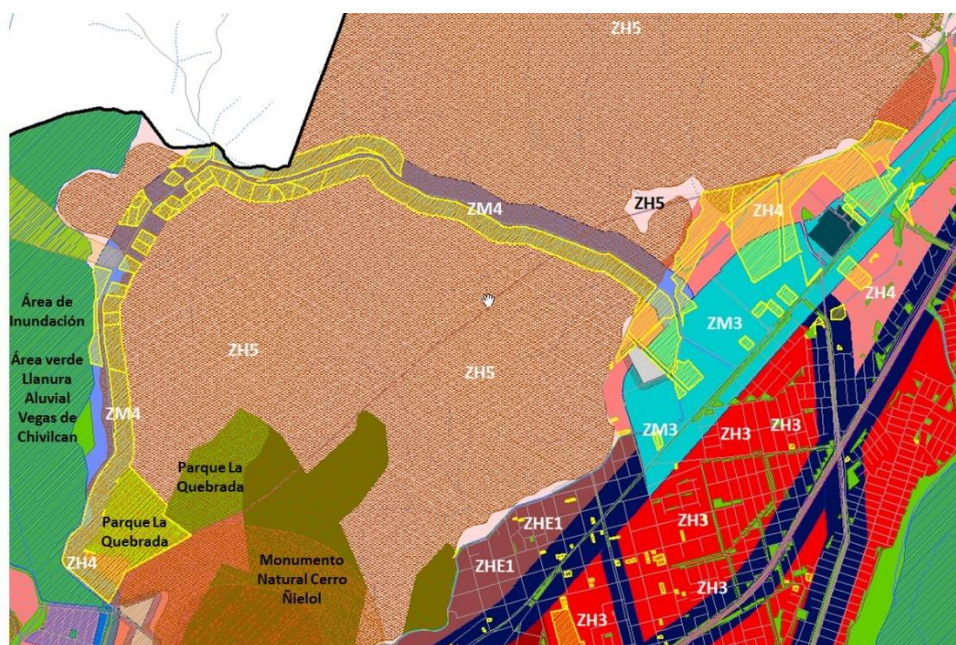 ZH5
ZM4
ZH5
ZH4
ZH4
Área de
Inundación
Área verde
Llanura
Aluvial
Vegas de
Chivilcan
ZH5
ZH5
ZM3
ZM4
ZM3
ZH3
ZH3
Parque La
Quebrada
Parque La
Quebrada
ZHE1
ZH3
ZHE1
Monumento
Natural Cerro
Ñielol
ZH4
ZH3
ZH3